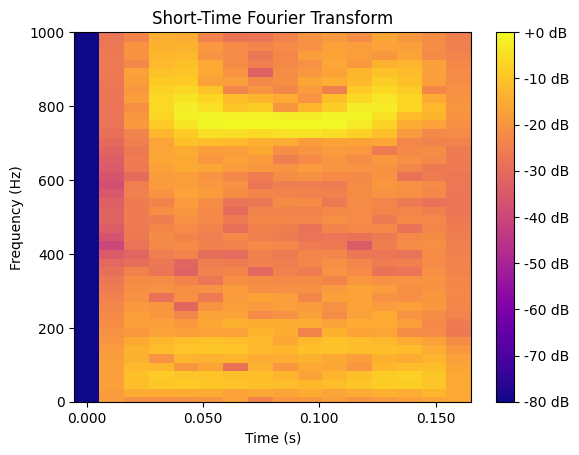 Short-Time Fourier Transform
Frequency (Hz)
1000
800
600
400
200
0
0.000
0.050
0.100
0.150
Time (s)
+0 dB
-10 dB
-20 dB
-30 dB
-40 dB
-50 dB
-60 dB
-70 dB
-80 dB